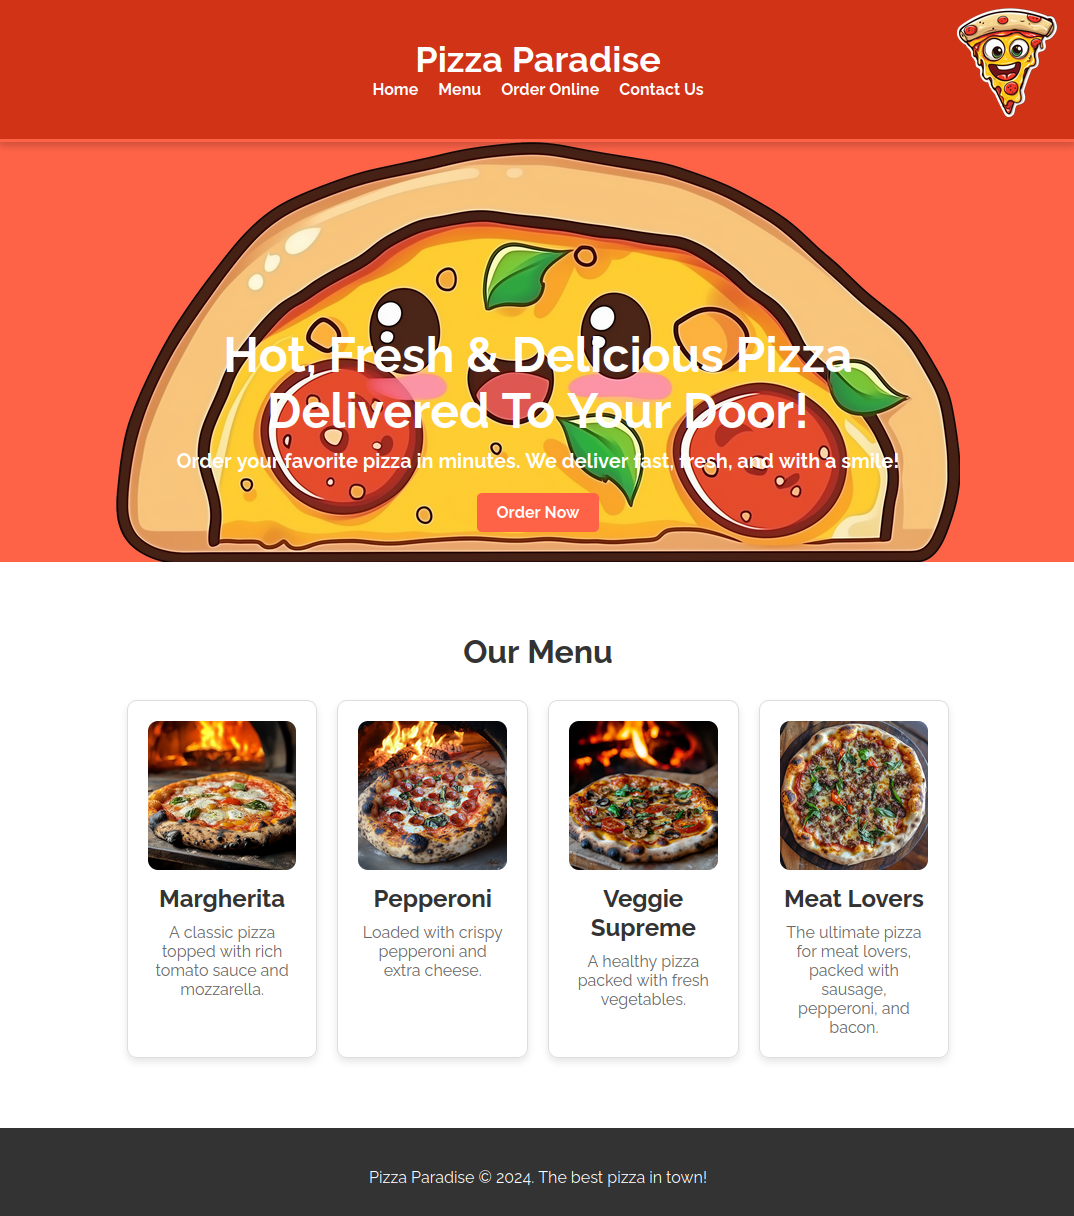 Pizza Paradise
Home Menu Order Online Contact Us
Hot, Fresh & Delicious Pizza
Delivered To Your Door!
Order your favorite pizza in minutes. We deliver fast, fresh, and with a smile!
Order Now
Our Menu
Margherita
A classic pizza
topped with rich
tomato sauce and
mozzarella.
Pepperoni
Loaded with crispy
pepperoni and
extra cheese.
Veggie
Supreme
A healthy pizza
packed with fresh
vegetables.
Meat Lovers
The ultimate pizza
for meat lovers,
packed with
sausage,
pepperoni, and
bacon.
Pizza Paradise © 2024. The best pizza in town!